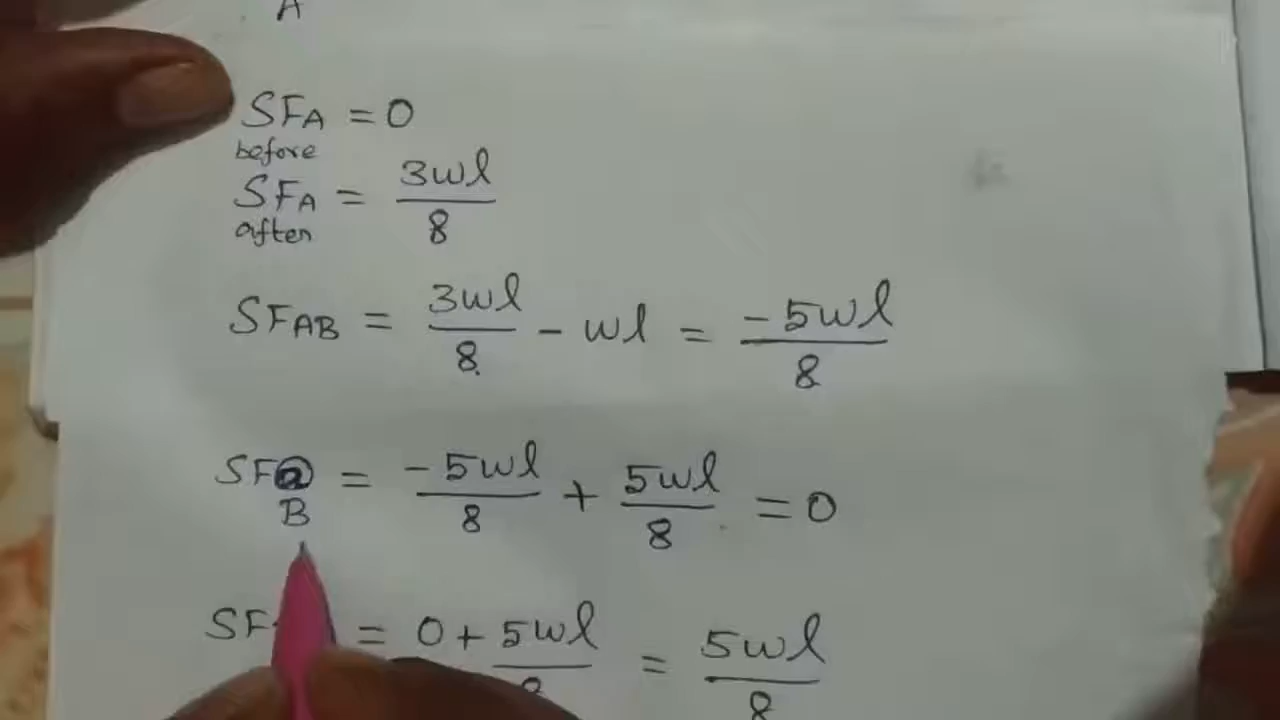 A
SFA = 0
before
SFA = 3wl/8
after
SFAB = 3wl/8 - wl = -5wl/8
SF@ = -5wl/8 + 5wl/8 = 0
B
SF = 0 + 5wl/8 = 5wl/8